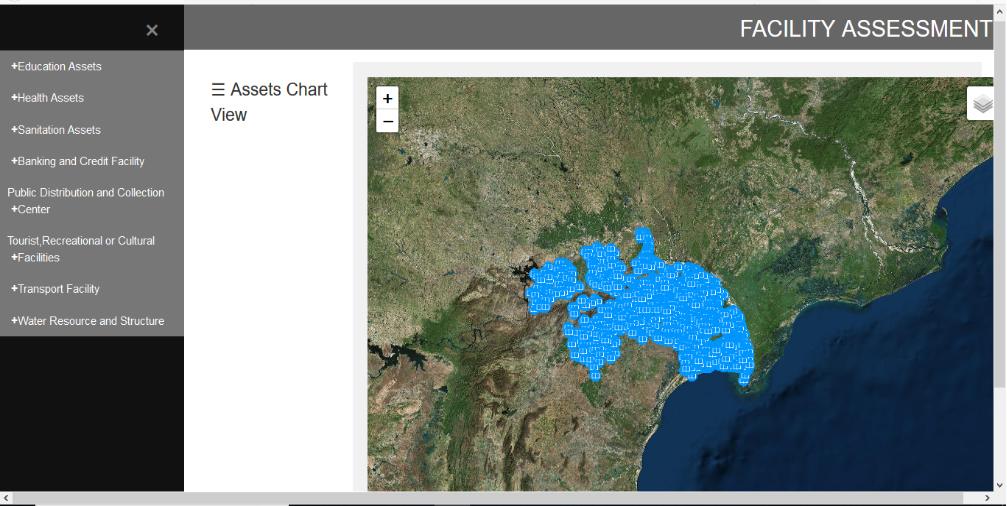 ×
FACILITY ASSESSMENT
+Education Assets
+Health Assets
+Sanitation Assets
+Banking and Credit Facility
Public Distribution and Collection
+Center
Tourist,Recreational or Cultural
+Facilities
+Transport Facility
+Water Resource and Structure
☰ Assets Chart
View
+
−